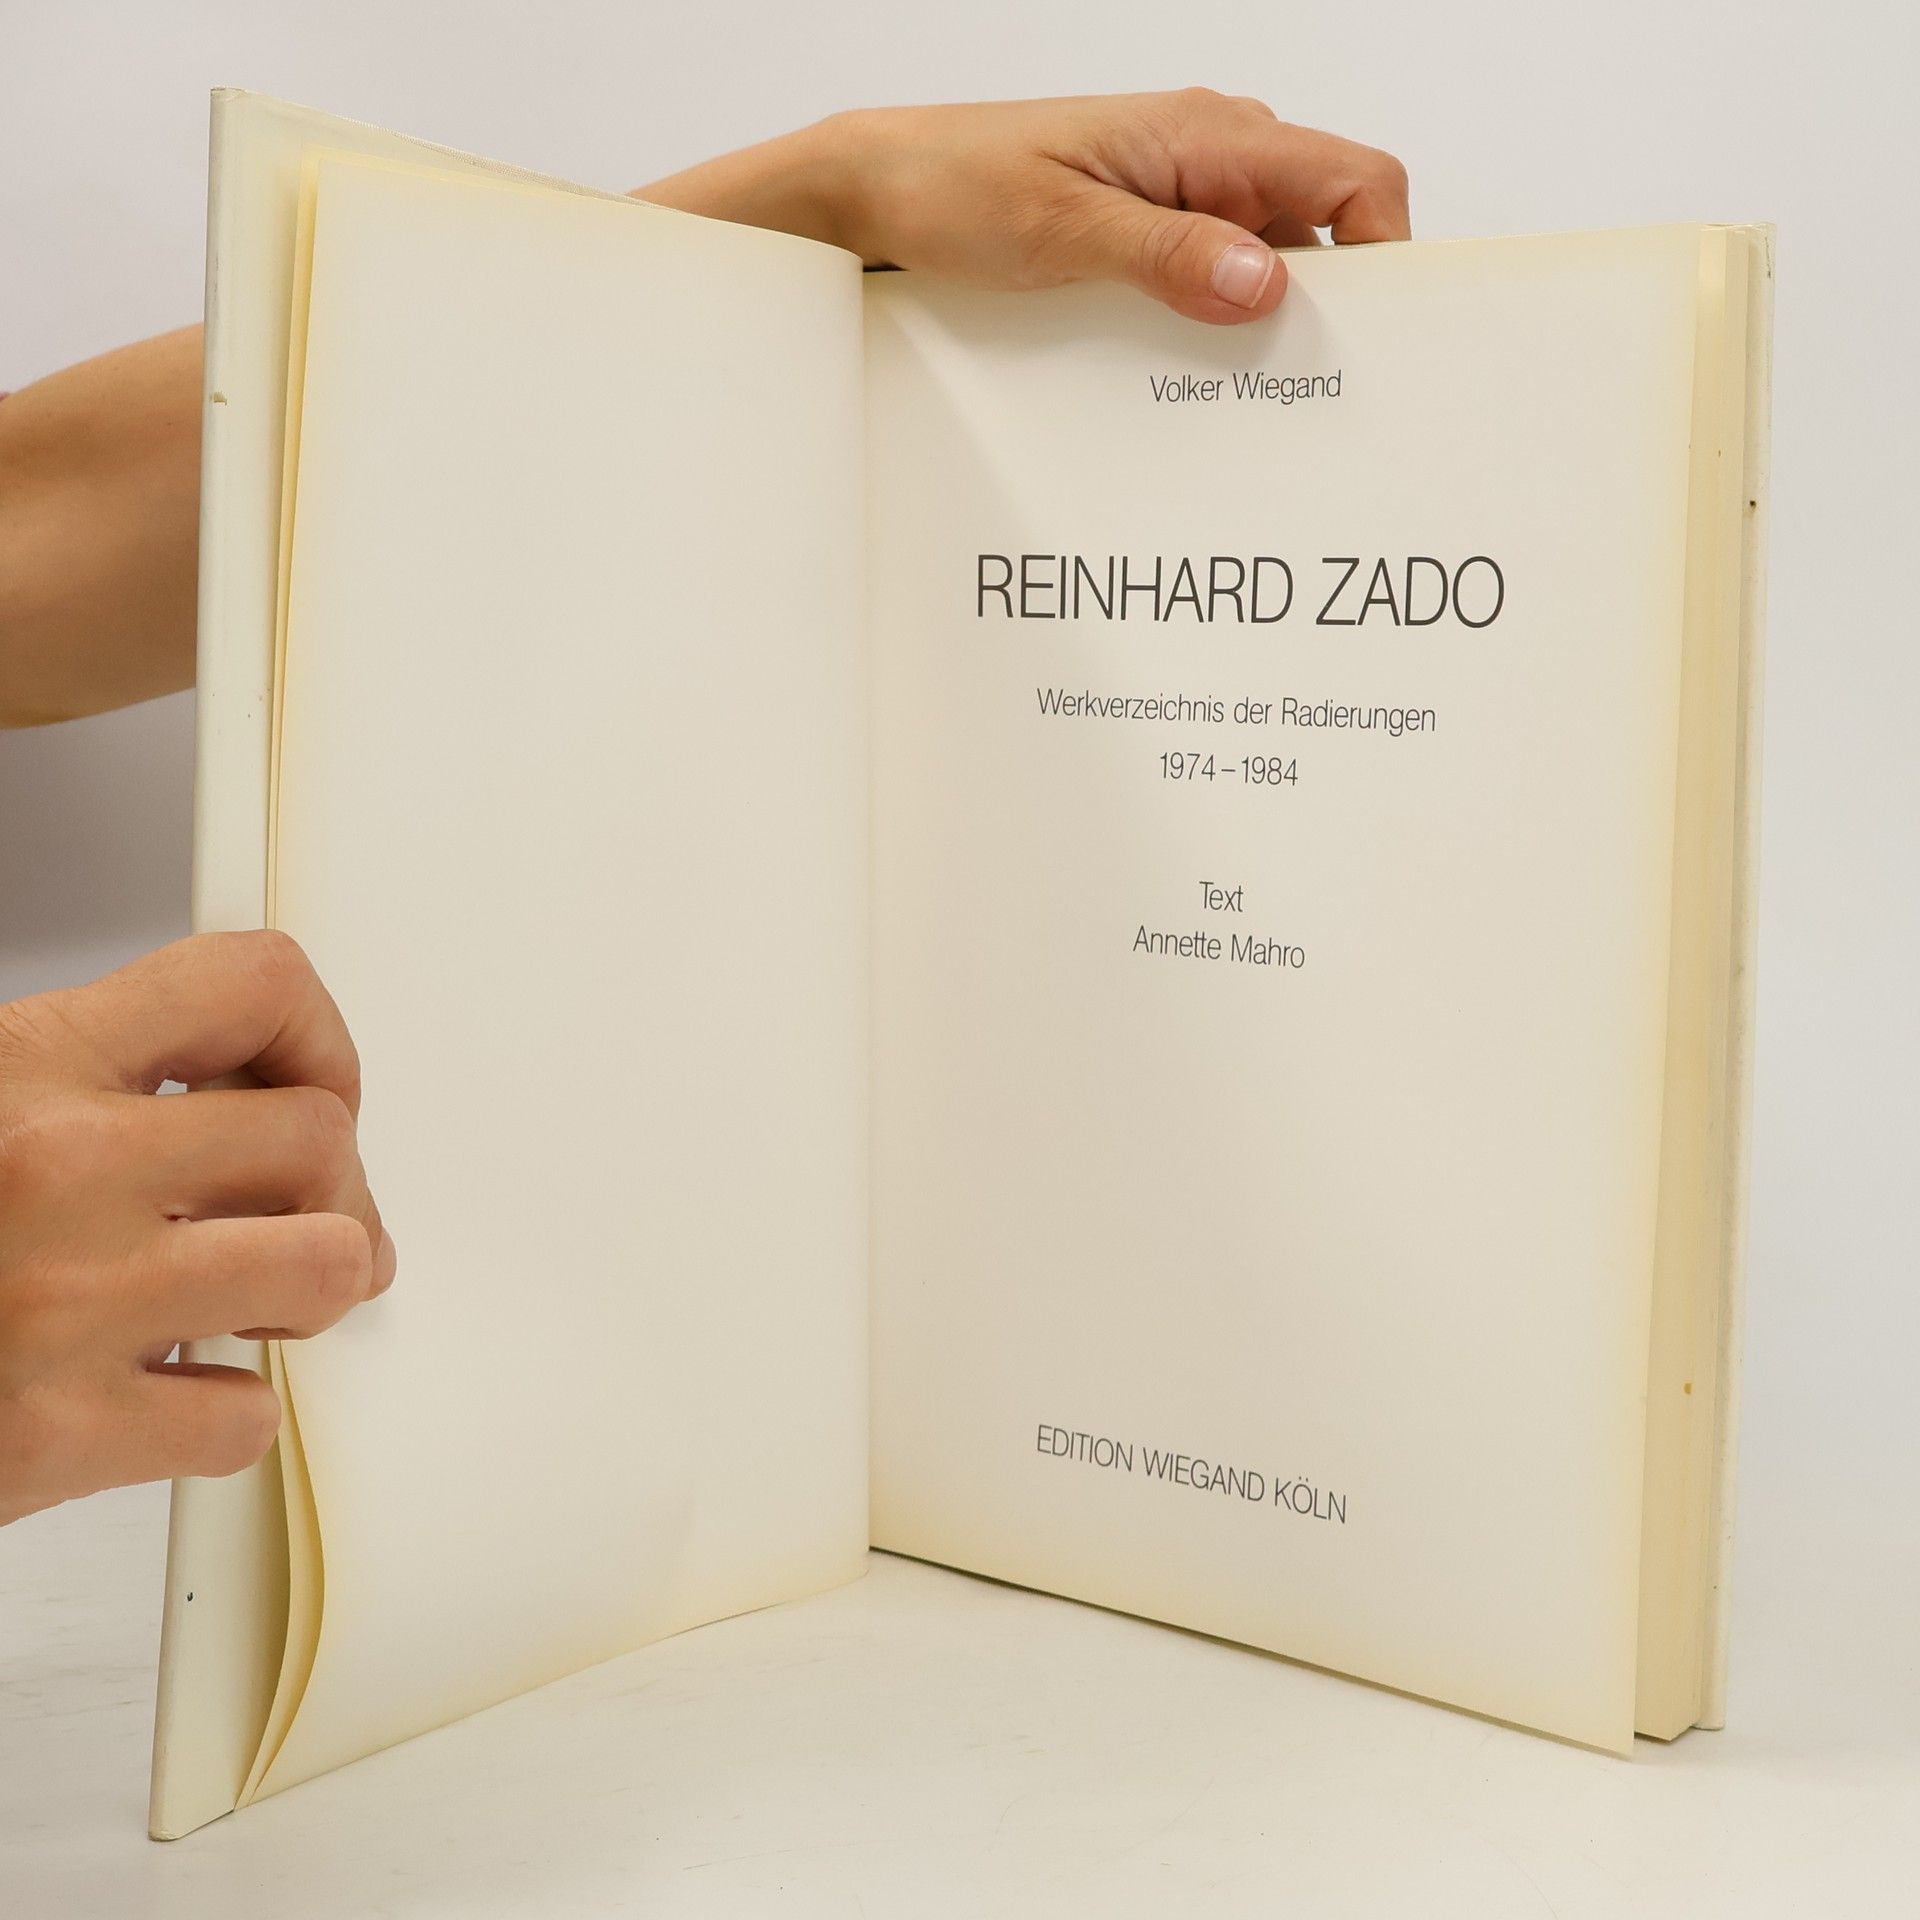 Volker Wiegand
REINHARD ZADO
Werkverzeichnis der Radierungen
1974–1984
Text
Annette Mahro
EDITION WIEGAND KÖLN